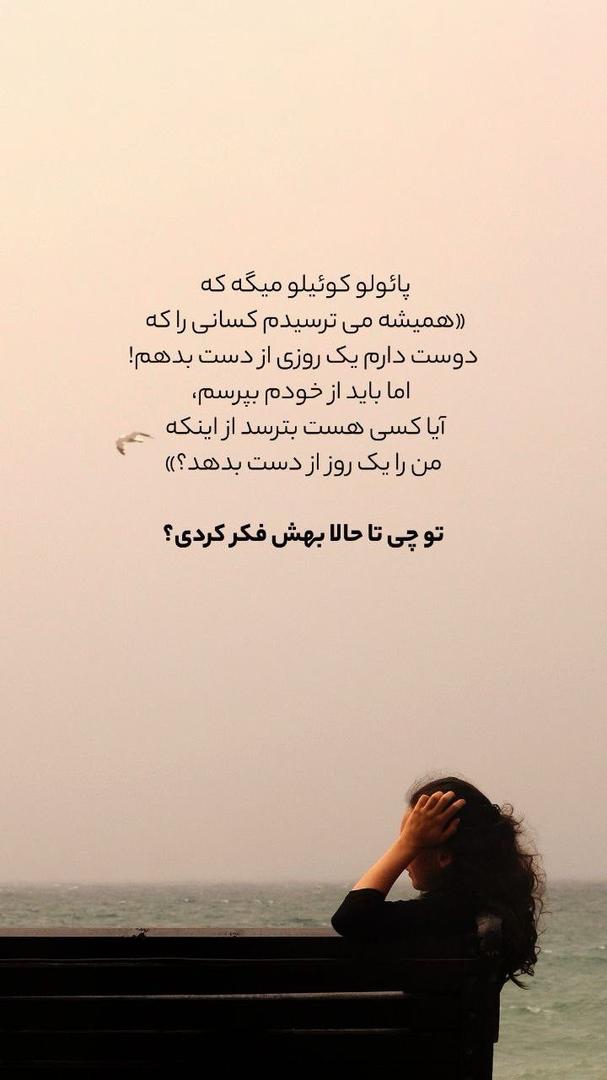 پائولو کوئیلو میگه که
«همیشه می ترسیدم کسانی را که
دوست دارم یک روزی از دست بدهم!
اما باید از خودم بپرسم،
آیا کسی هست بترسد از اینکه
من را یک روز از دست بدهد؟»
تو چی تا حالا بهش فکر کردی؟